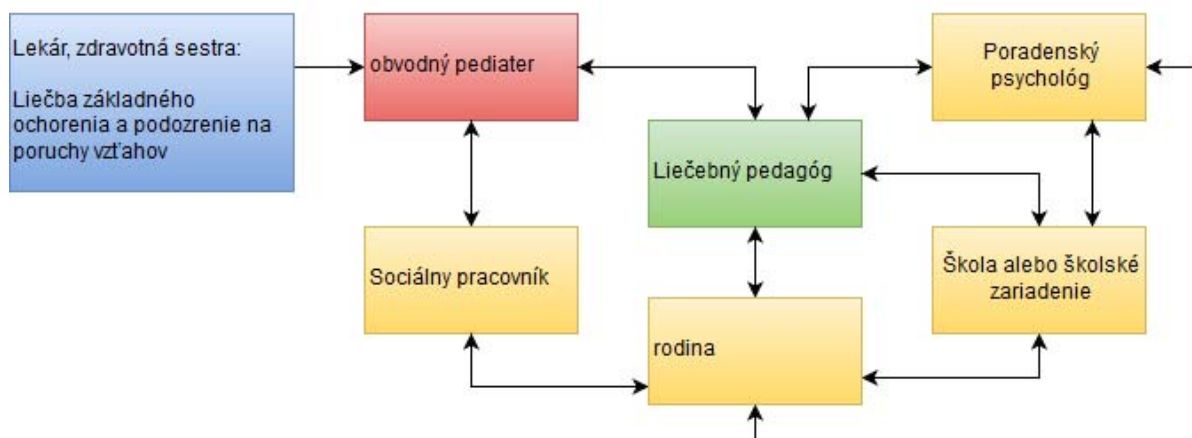 Lekár, zdravotná sestra:
Liečba základného
ochorenia a podozrenie na
poruchy vzťahov
obvodný pediater
Poradenský
psychológ
Liečebný pedagóg
Sociálny pracovník
Škola alebo školské
zariadenie
rodina